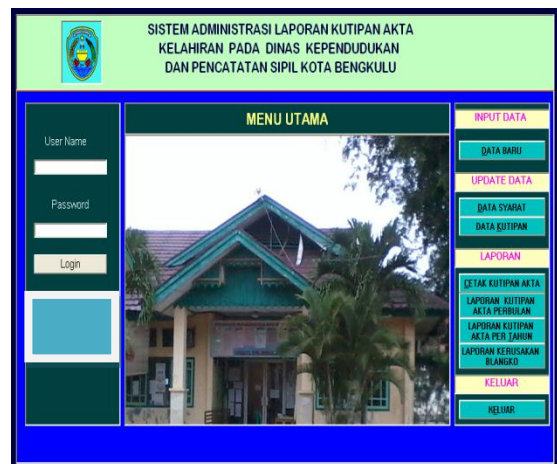 SISTEM ADMINISTRASI LAPORAN KUTIPAN AKTA
KELAHIRAN PADA DINAS KEPENDUDUKAN
DAN PENCATATAN SIPIL KOTA BENGKULU
User Name
Password
Login
MENU UTAMA
INPUT DATA
DATA BARU
UPDATE DATA
DATA SYARAT
DATA KUTIPAN
LAPORAN
CETAK KUTIPAN AKTA
LAPORAN KUTIPAN
AKTA PERBULAN
LAPORAN KUTIPAN
AKTA PER TAHUN
LAPORAN KERUSAKAN
BLANGKO
KELUAR
KELUAR